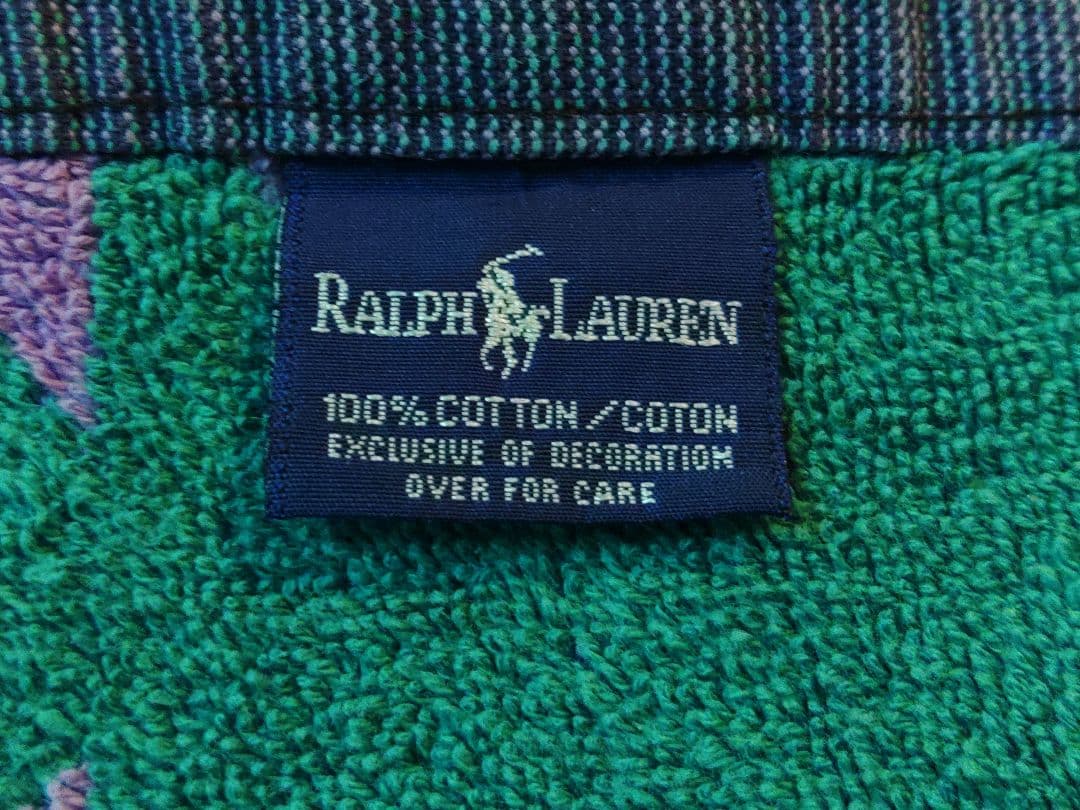 RALPH LAUREN
100% COTTON / COTON
EXCLUSIVE OF DECORATION
OVER FOR CARE